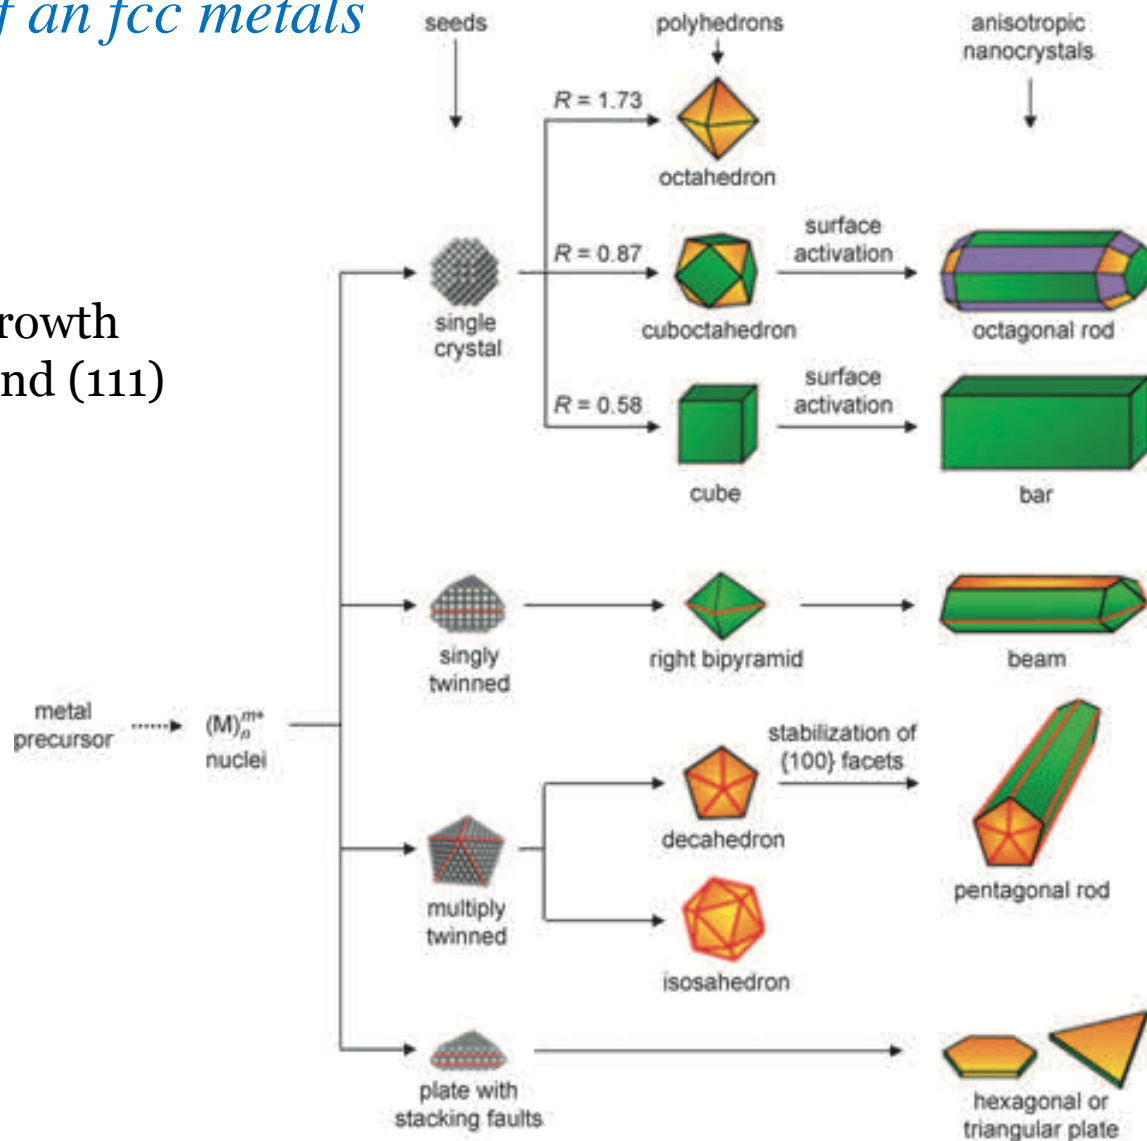 f an fcc metals
seeds
polyhedrons
anisotropic
nanocrystals
R = 1.73
octahedron
rowth
nd (111)
single
crystal
R = 0.87
cuboctahedron
surface
activation
octagonal rod
R = 0.58
cube
surface
activation
bar
singly
twinned
right bipyramid
beam
metal
precursor
(M)ₙᵐ⁺
nuclei
multiply
twinned
decahedron
stabilization of
{100} facets
pentagonal rod
isosahedron
plate with
stacking faults
hexagonal or
triangular plate